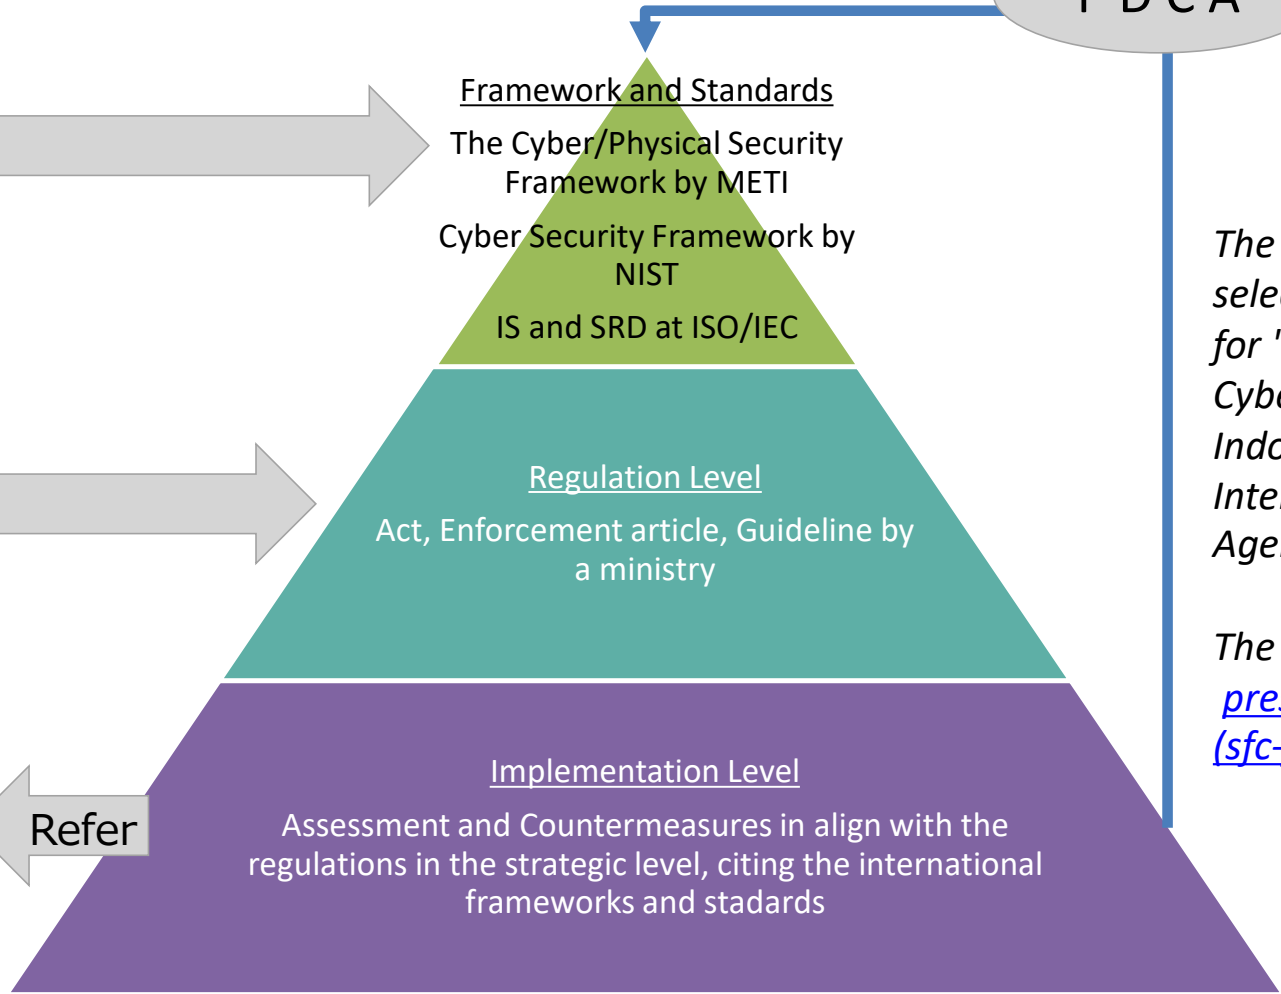 P D C A
Framework and Standards
The Cyber/Physical Security
Framework by METI
Cyber Security Framework by
NIST
IS and SRD at ISO/IEC
Regulation Level
Act, Enforcement article, Guideline by
a ministry
Implementation Level
Assessment and Countermeasures in align with the
regulations in the strategic level, citing the international
frameworks and stadards
Refer
The
for "
The